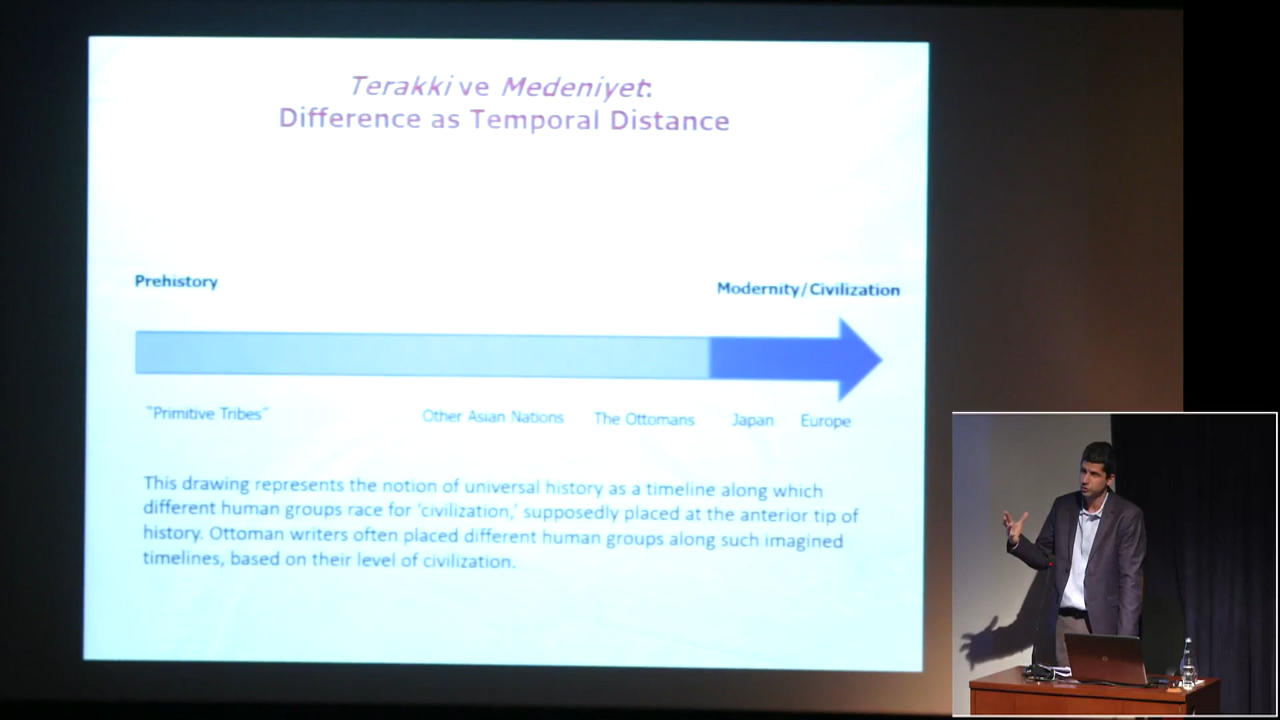 Terakki ve Medeniyet:
Difference as Temporal Distance
Prehistory
Modernity/Civilization
"Primitive Tribes"
Other Asian Nations
The Ottomans
Japan
Europe
This drawing represents the notion of universal history as a timeline along which
different human groups race for 'civilization,' supposedly placed at the anterior tip of
history. Ottoman writers often placed different human groups along such imagined
timelines, based on their level of civilization.